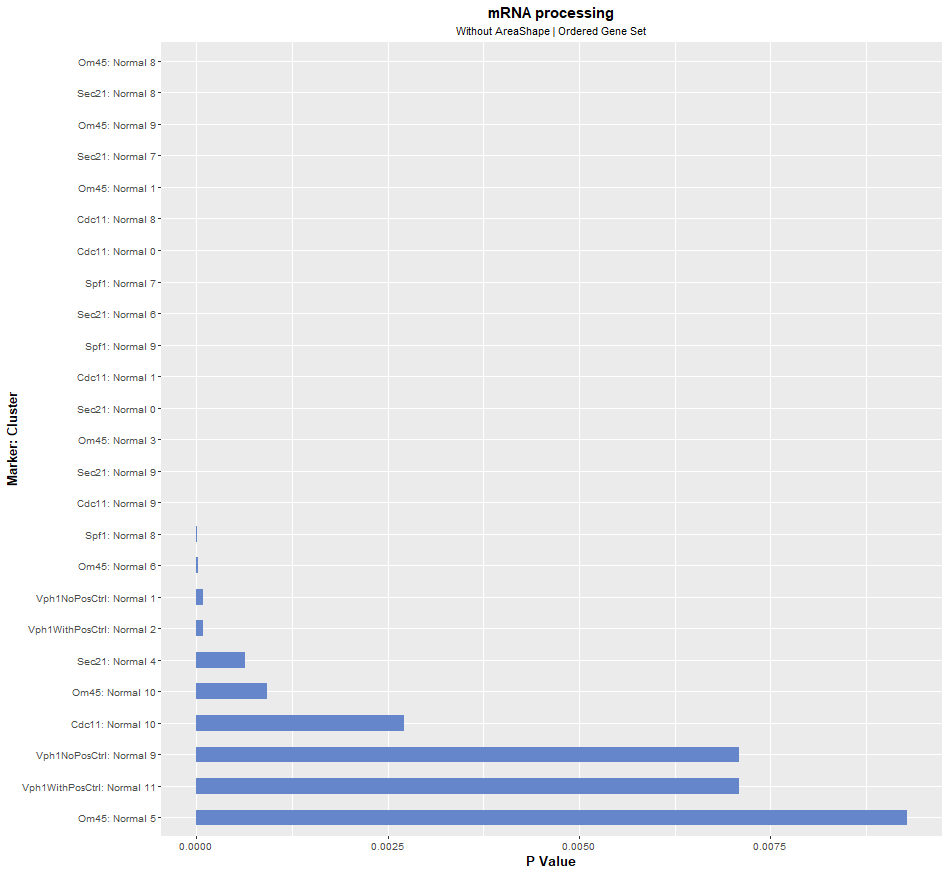 mRNA processing
Without AreaShape | Ordered Gene Set
Marker: Cluster
Om45: Normal 8
Sec21: Normal 8
Om45: Normal 9
Sec21: Normal 7
Om45: Normal 1
Cdc11: Normal 8
Cdc11: Normal 0
Spf1: Normal 7
Sec21: Normal 6
Spf1: Normal 9
Cdc11: Normal 1
Sec21: Normal 0
Om45: Normal 3
Sec21: Normal 9
Cdc11: Normal 9
Spf1: Normal 8
Om45: Normal 6
Vph1NoPosCtrl: Normal 1
Vph1WithPosCtrl: Normal 2
Sec21: Normal 4
Om45: Normal 10
Cdc11: Normal 10
Vph1NoPosCtrl: Normal 9
Vph1WithPosCtrl: Normal 11
Om45: Normal 5
0.0000 0.0025 0.0050 0.0075
P Value